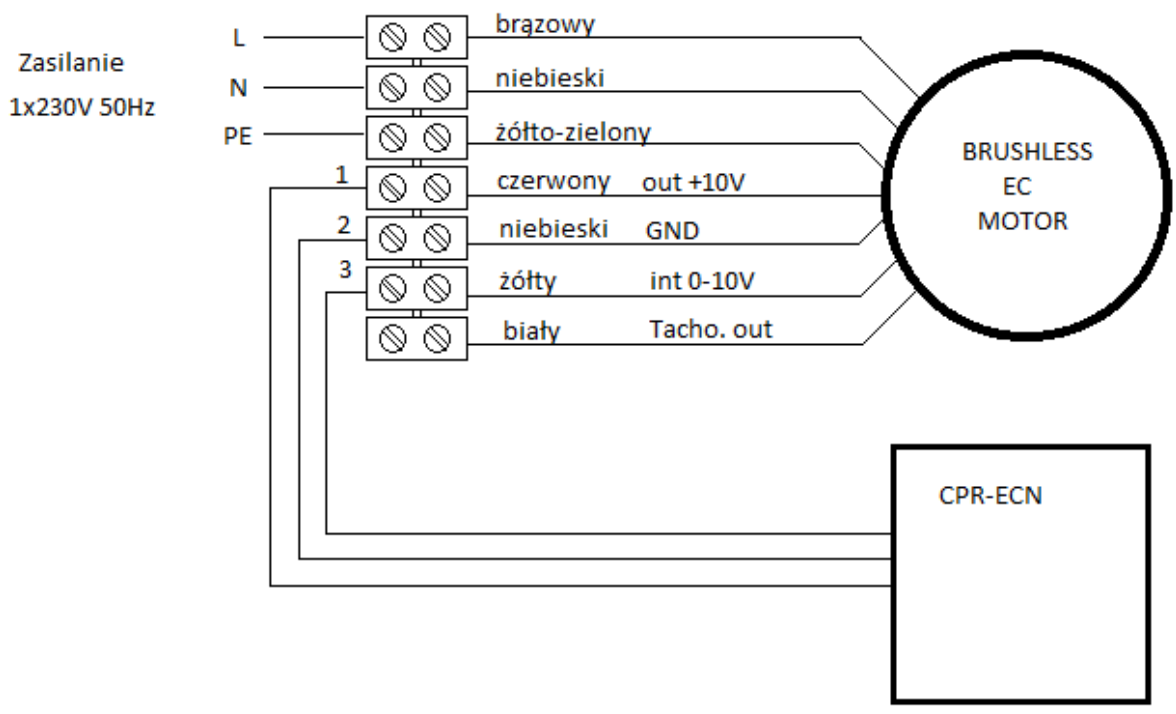 Zasilanie
1x230V 50Hz
L
brązowy
N
niebieski
PE
żółto-zielony
1
czerwony out +10V
2
niebieski GND
3
żółty int 0-10V
biały Tacho. out
BRUSHLESS
EC
MOTOR
CPR-ECN